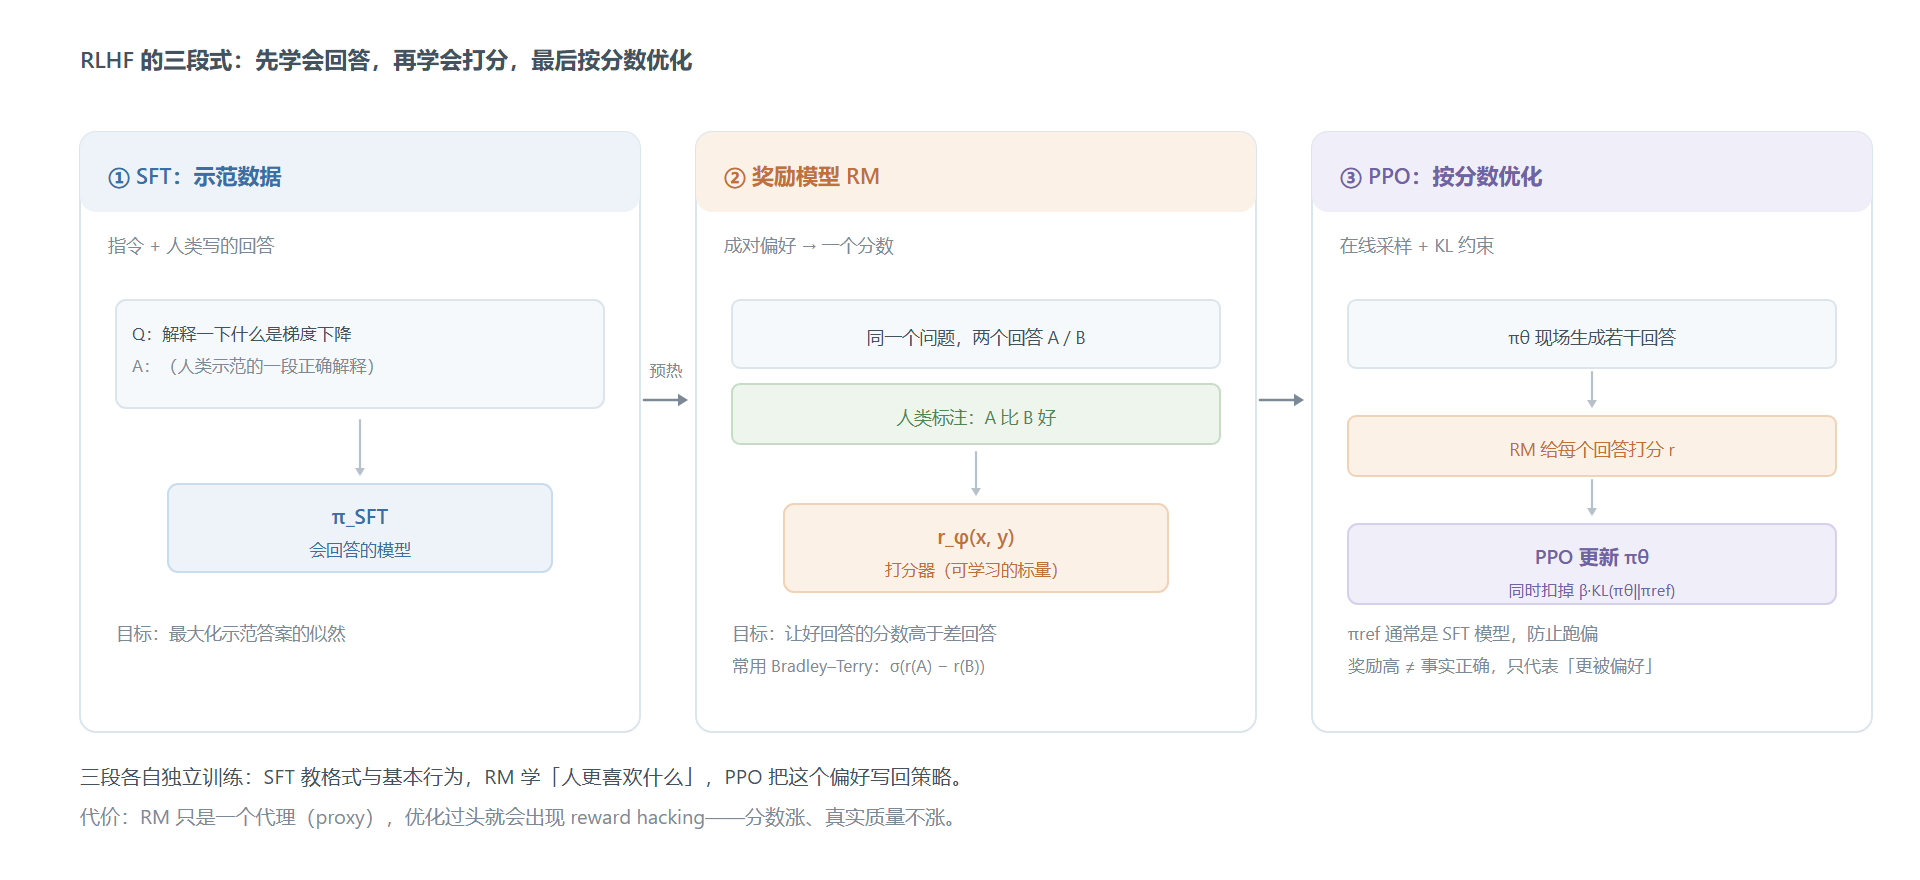 RLHF 的三段式：先学会回答，再学会打分，最后按分数优化
① SFT：示范数据
指令 + 人类写的回答
Q：解释一下什么是梯度下降
A：（人类示范的一段正确解释）
π_SFT
会回答的模型
目标：最大化示范答案的似然
预热
② 奖励模型 RM
成对偏好 → 一个分数
同一个问题，两个回答 A / B
人类标注：A 比 B 好
r_φ(x, y)
打分器（可学习的标量）
目标：让好回答的分数高于差回答
常用 Bradley–Terry：σ(r(A) − r(B))
③ PPO：按分数优化
在线采样 + KL 约束
πθ 现场生成若干回答
RM 给每个回答打分 r
PPO 更新 πθ
同时扣掉 β·KL(πθ||πref)
πref 通常是 SFT 模型，防止跑偏
奖励高 ≠ 事实正确，只代表「更被偏好」
三段各自独立训练：SFT 教格式与基本行为，RM 学「人更喜欢什么」，PPO 把这个偏好写回策略。
代价：RM 只是一个代理（proxy），优化过头就会出现 reward hacking——分数涨、真实质量不涨。